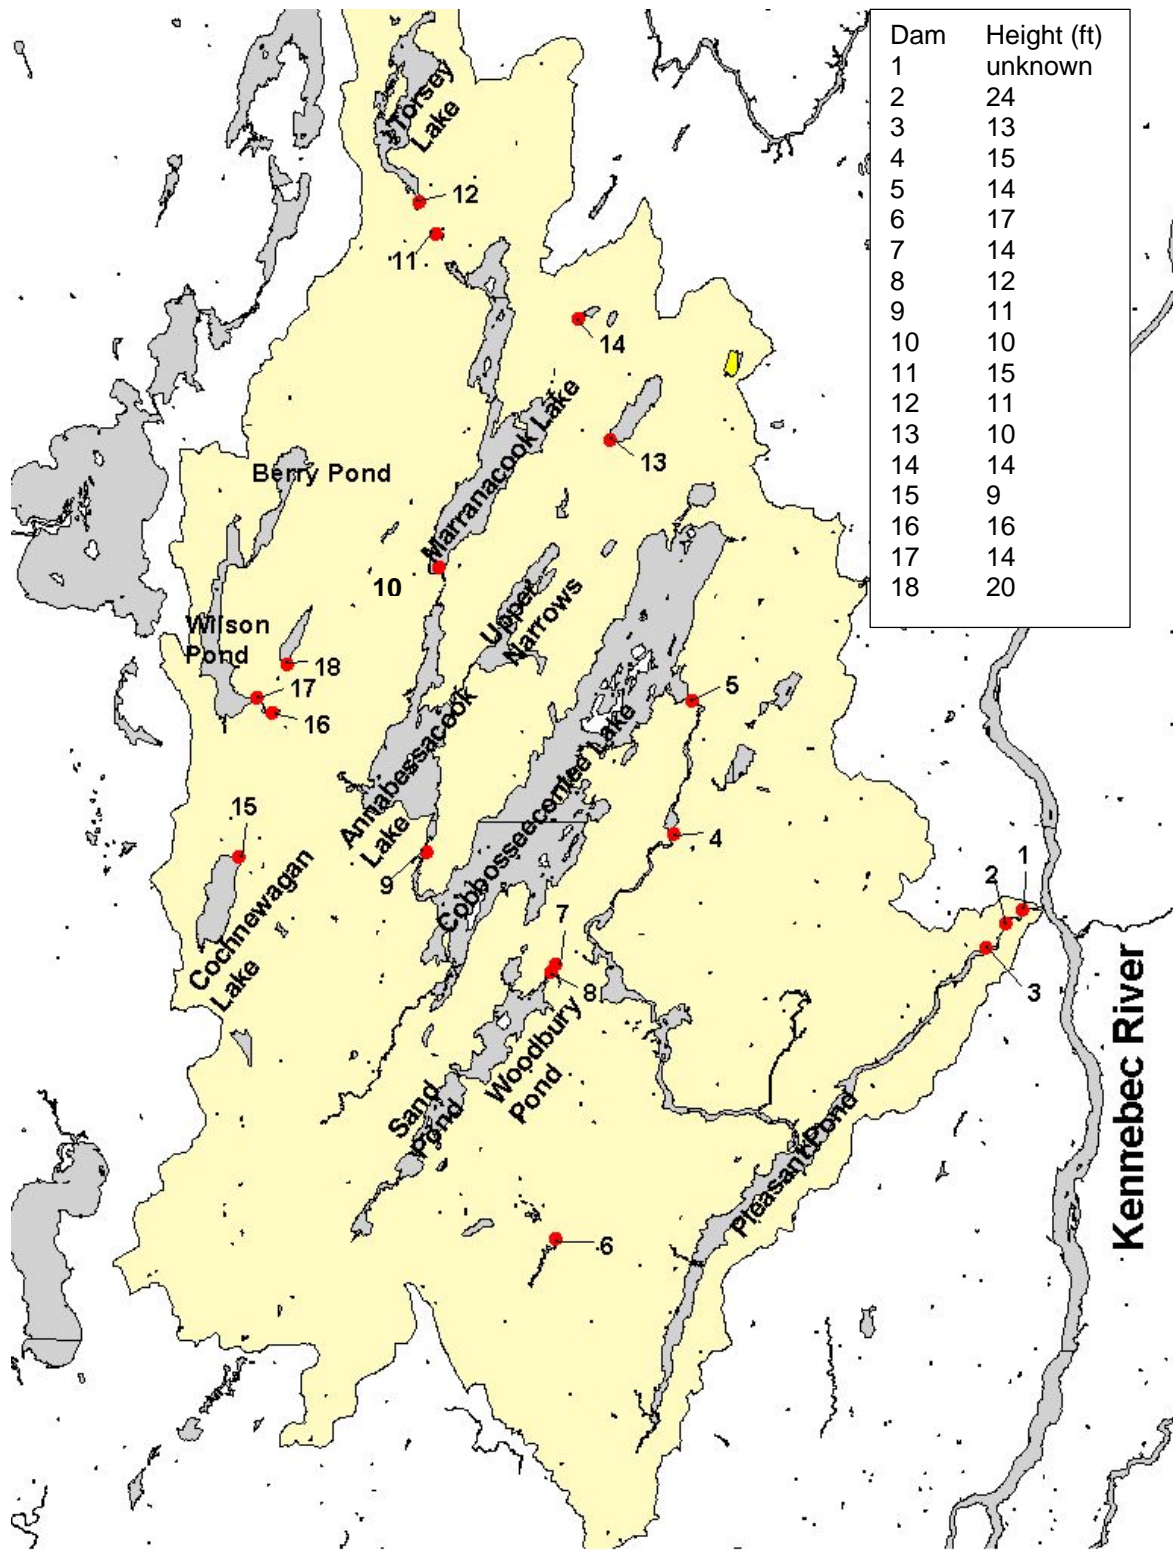 Dam Height (ft)
1 unknown
2 24
3 13
4 15
5 14
6 17
7 14
8 12
9 11
10 10
11 15
12 11
13 10
14 14
15 9
16 16
17 14
18 20
Torsey
Lake
12
11
14
Marranacook Lake
13
Berry Pond
10
Upper
Narrows
Wilson
Pond
18
17
16
5
Annabessacook
Lake
Cobbosseecontee Lake
15
4
9
Cochnewagan
Lake
7
8
2
1
3
Woodbury
Pond
Sand
Pond
Pleasant Pond
6
Kennebec River